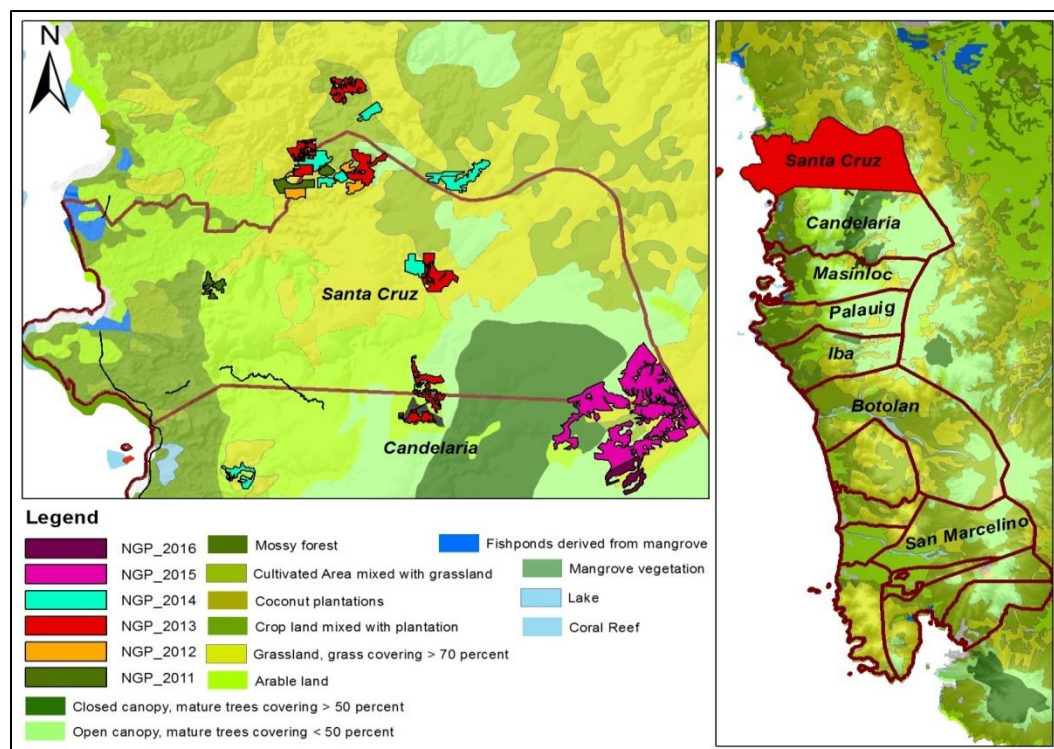 N
Santa Cruz
Candelaria
Santa Cruz
Candelaria
Masinloc
Palauig
Iba
Botolan
San Marcelino
Legend
NGP_2016
NGP_2015
NGP_2014
NGP_2013
NGP_2012
NGP_2011
Closed canopy, mature trees covering > 50 percent
Open canopy, mature trees covering < 50 percent
Mossy forest
Cultivated Area mixed with grassland
Coconut plantations
Crop land mixed with plantation
Grassland, grass covering > 70 percent
Arable land
Fishponds derived from mangrove
Mangrove vegetation
Lake
Coral Reef